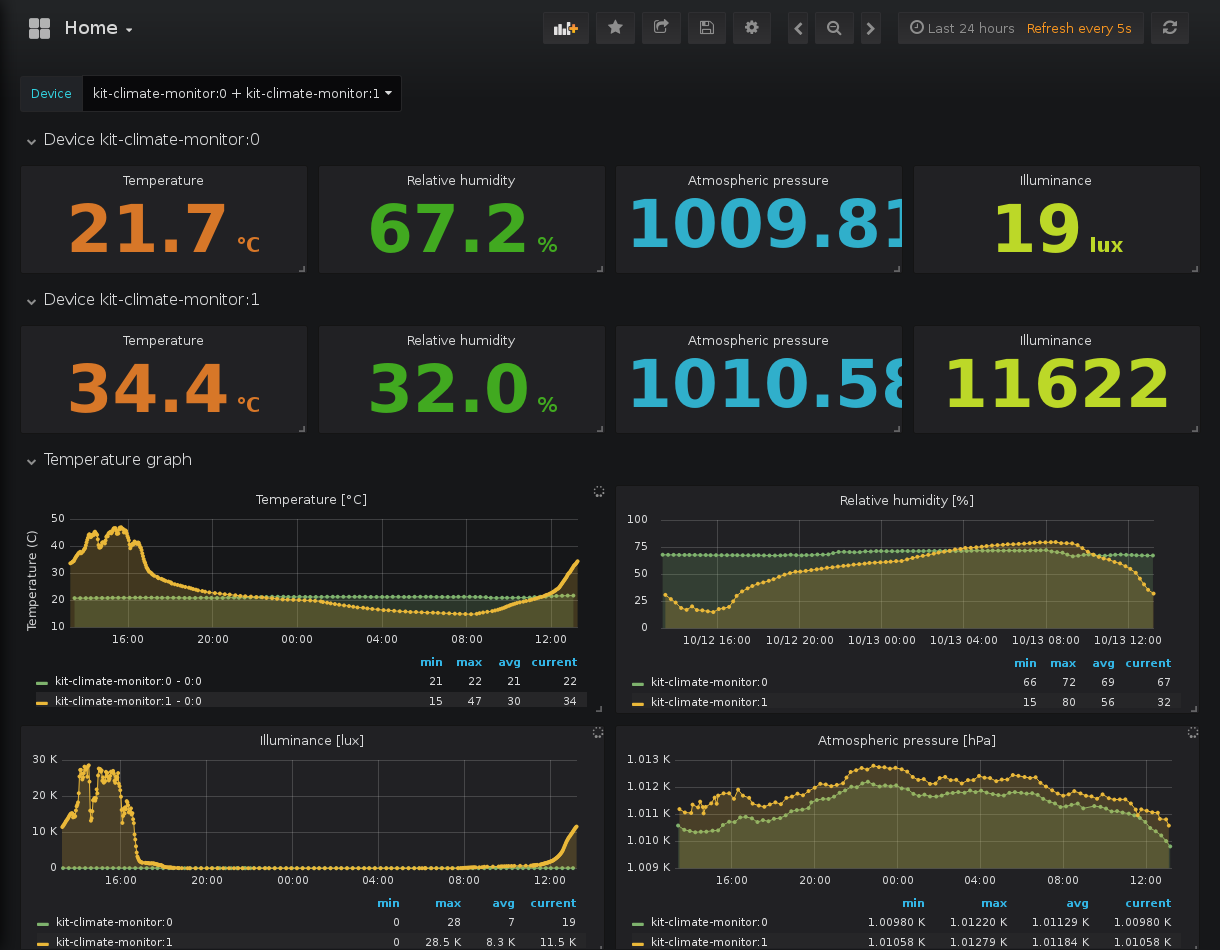 Home
Last 24 hours Refresh every 5s
Device kit-climate-monitor:0 + kit-climate-monitor:1
Device kit-climate-monitor:0
Temperature Relative humidity Atmospheric pressure Illuminance
21.7 °C 67.2 % 1009.81 19 lux
Device kit-climate-monitor:1
Temperature Relative humidity Atmospheric pressure Illuminance
34.4 °C 32.0 % 1010.58 11622
Temperature graph
Temperature [°C]
Temperature (C)
50
40
30
20
10
16:00 20:00 00:00 04:00 08:00 12:00
min max avg current
kit-climate-monitor:0 - 0:0 21 22 21 22
kit-climate-monitor:1 - 0:0 15 47 30 34
Relative humidity [%]
100
75
50
25
0
10/12 16:00 10/12 20:00 10/13 00:00 10/13 04:00 10/13 08:00 10/13 12:00
min max avg current
kit-climate-monitor:0 66 72 69 67
kit-climate-monitor:1 15 80 56 32
Illuminance [lux]
30 K
20 K
10 K
0
16:00 20:00 00:00 04:00 08:00 12:00
min max avg current
kit-climate-monitor:0 0 28 7 19
kit-climate-monitor:1 0 28.5 K 8.3 K 11.5 K
Atmospheric pressure [hPa]
1.013 K
1.012 K
1.011 K
1.010 K
1.009 K
16:00 20:00 00:00 04:00 08:00 12:00
min max avg current
kit-climate-monitor:0 1.00980 K 1.01220 K 1.01129 K 1.00980 K
kit-climate-monitor:1 1.01058 K 1.01279 K 1.01184 K 1.01058 K